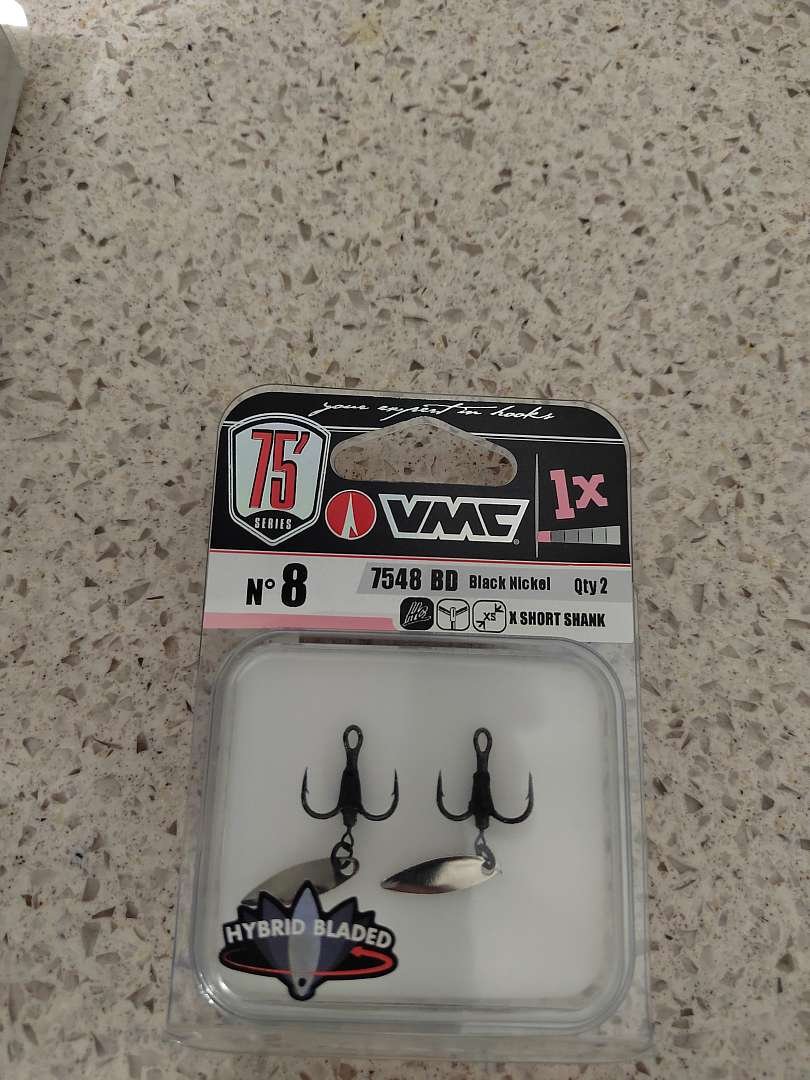 your expert in hooks
75'
SERIES
VMC®
1x
N° 8
7548 BD Black Nickel Qty 2
XS X SHORT SHANK
HYBRID BLADED